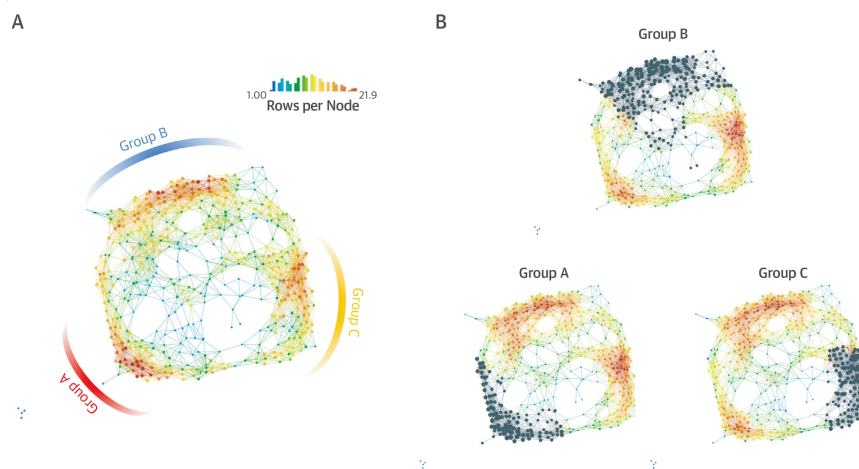 A
1.00
21.9
Rows per Node
Group B
Group C
Group A
B
Group B
Group A
Group C